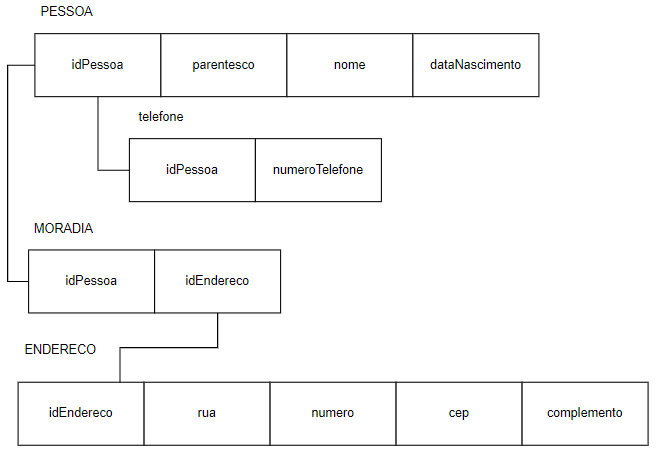 PESSOA
idPessoa parentesco nome dataNascimento
telefone
idPessoa numeroTelefone
MORADIA
idPessoa idEndereco
ENDERECO
idEndereco rua numero cep complemento